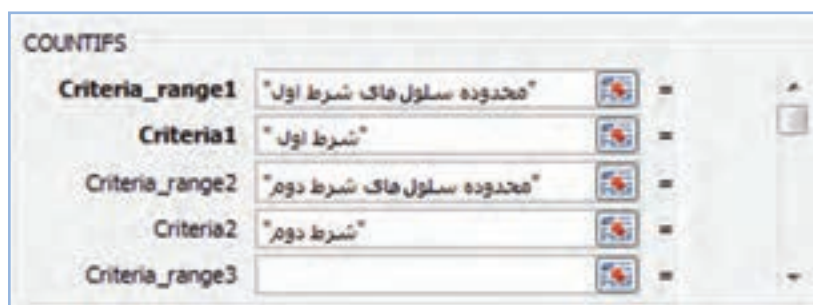 COUNTIFS
Criteria_range1 "محدوده سلول‌های شرط اول" =
Criteria1 "شرط اول " =
Criteria_range2 "محدوده سلول‌های شرط دوم" =
Criteria2 "شرط دوم" =
Criteria_range3 =